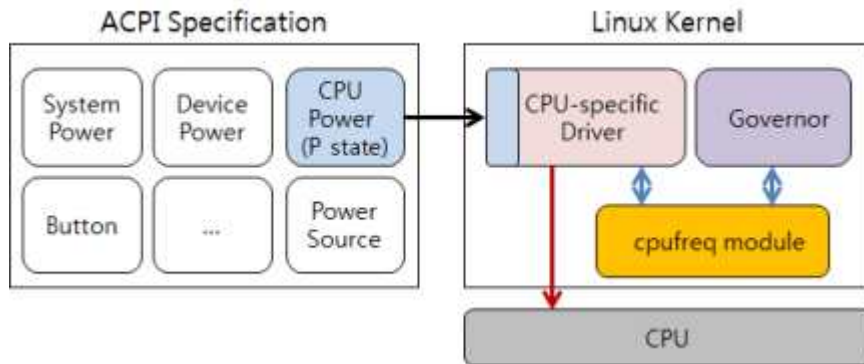 ACPI Specification
Linux Kernel
System
Power
Device
Power
CPU
Power
(P state)
Button
...
Power
Source
CPU-specific
Driver
Governor
cpufreq module
CPU